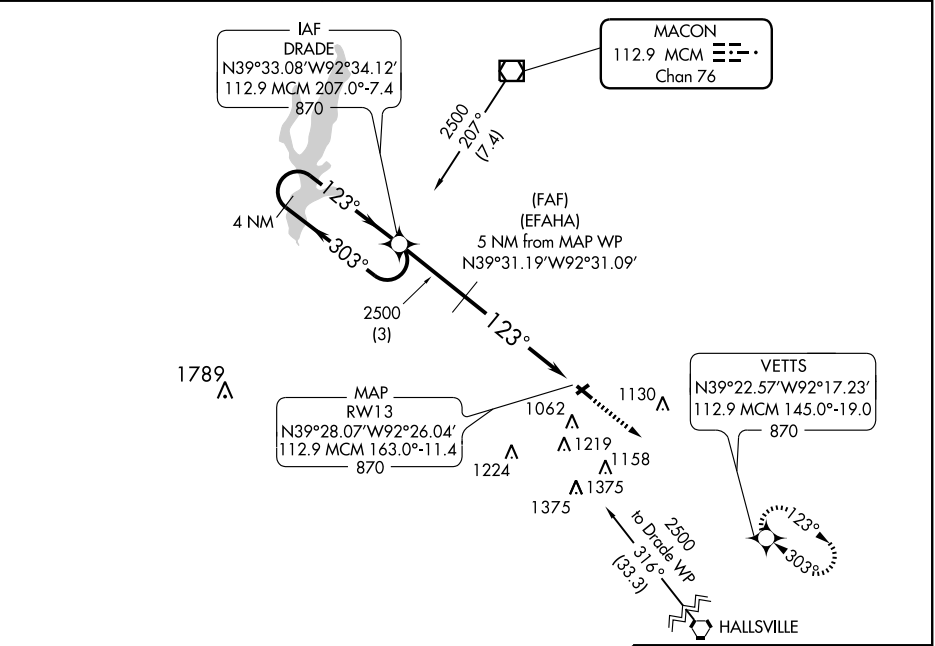 IAF
DRADE
N39°33.08'W92°34.12'
112.9 MCM 207.0°-7.4
870
MACON
112.9 MCM
Chan 76
2500
207°
(7.4)
123°
4 NM
303°
(FAF)
(EFAHA)
5 NM from MAP WP
N39°31.19'W92°31.09'
2500
(3)
123°
1789
MAP
RW13
N39°28.07'W92°26.04'
112.9 MCM 163.0°-11.4
870
VETTS
N39°22.57'W92°17.23'
112.9 MCM 145.0°-19.0
870
1130
1062
1219
1224
1158
1375
1375
2500
to Drade WP
316°
(33.3)
123°
303°
HALLSVILLE